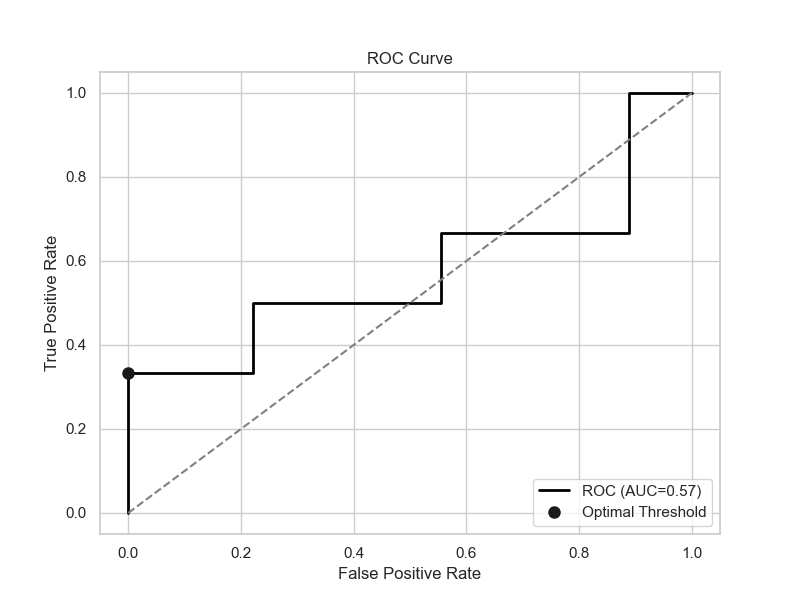 ROC Curve
True Positive Rate
1.0
0.8
0.6
0.4
0.2
0.0
0.0 0.2 0.4 0.6 0.8 1.0
False Positive Rate
ROC (AUC=0.57)
Optimal Threshold